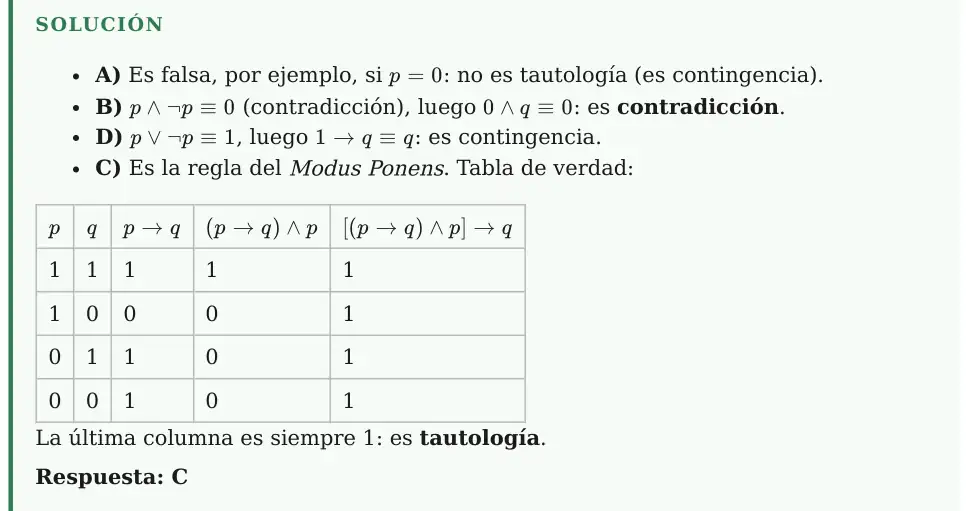 SOLUCIÓN
• A) Es falsa, por ejemplo, si p = 0: no es tautología (es contingencia).
• B) p ∧ ¬p ≡ 0 (contradicción), luego 0 ∧ q ≡ 0: es contradicción.
• D) p ∨ ¬p ≡ 1, luego 1 → q ≡ q: es contingencia.
• C) Es la regla del Modus Ponens. Tabla de verdad:
p q p → q (p → q) ∧ p [(p → q) ∧ p] → q
1 1 1 1 1
1 0 0 0 1
0 1 1 0 1
0 0 1 0 1
La última columna es siempre 1: es tautología.
Respuesta: C